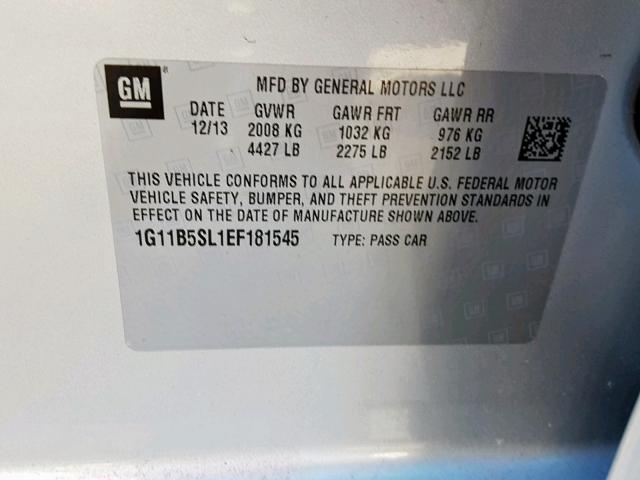 GM ®
MFD BY GENERAL MOTORS LLC
DATE GVWR GAWR FRT GAWR RR
12/13 2008 KG 1032 KG 976 KG
4427 LB 2275 LB 2152 LB
THIS VEHICLE CONFORMS TO ALL APPLICABLE U.S. FEDERAL MOTOR
VEHICLE SAFETY, BUMPER, AND THEFT PREVENTION STANDARDS IN
EFFECT ON THE DATE OF MANUFACTURE SHOWN ABOVE.
1G11B5SL1EF181545 TYPE: PASS CAR